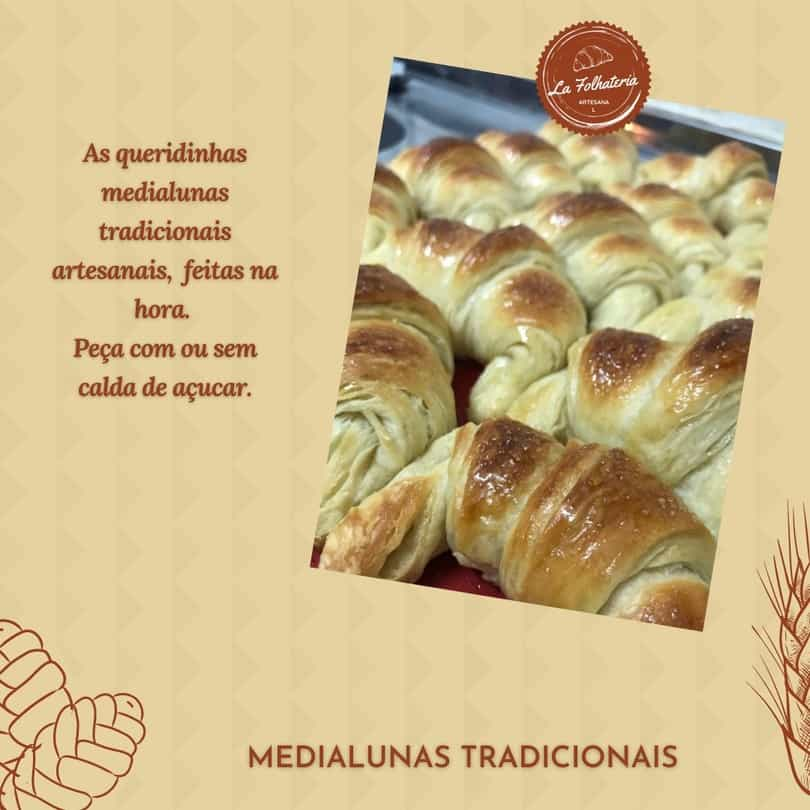 La Folhateria
ARTESANA
L
As queridinhas
medialunas
tradicionais
artesanais, feitas na
hora.
Peça com ou sem
calda de açucar.
MEDIALUNAS TRADICIONAIS